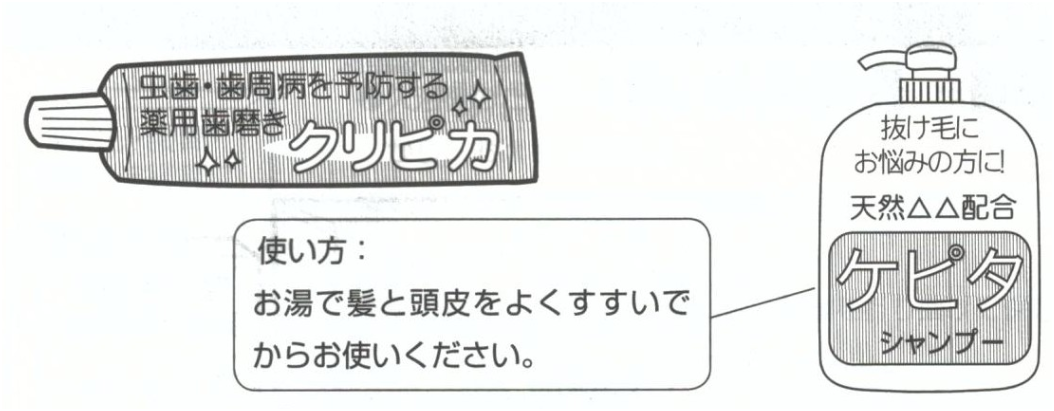 虫歯・歯周病を予防する
薬用歯磨き
クリピカ
使い方：
お湯で髪と頭皮をよくすすいで
からお使いください。
抜け毛に
お悩みの方に!
天然△△配合
ケピタ
シャンプー